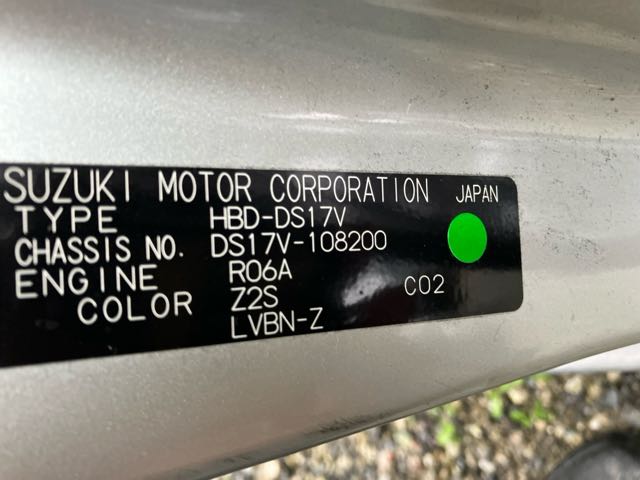 SUZUKI MOTOR CORPORATION JAPAN
TYPE HBD-DS17V
CHASSIS NO. DS17V-108200
ENGINE R06A
COLOR Z2S C02
LVBN-Z